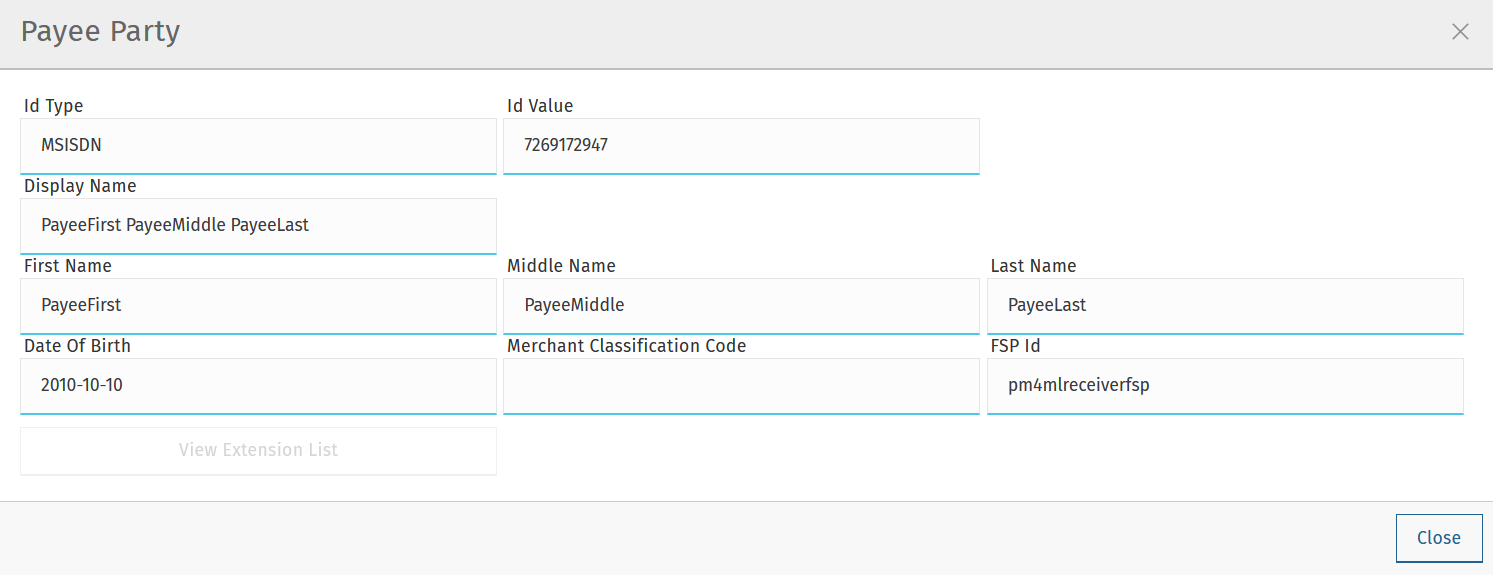 Payee Party
Id Type Id Value
MSISDN 7269172947
Display Name
PayeeFirst PayeeMiddle PayeeLast
First Name Middle Name Last Name
PayeeFirst PayeeMiddle PayeeLast
Date Of Birth Merchant Classification Code FSP Id
2010-10-10 pm4mlreceiverfsp
View Extension List
Close